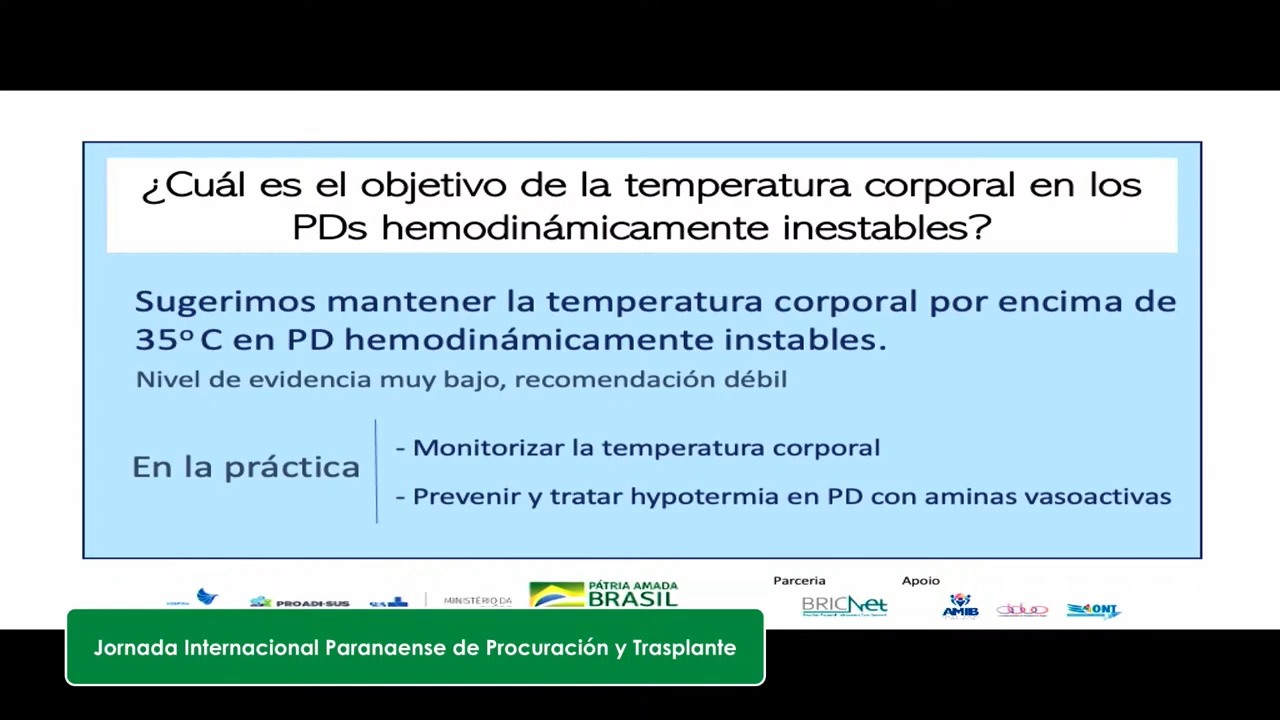 ¿Cuál es el objetivo de la temperatura corporal en los
PDs hemodinámicamente inestables?
Sugerimos mantener la temperatura corporal por encima de
35º C en PD hemodinámicamente instables.
Nivel de evidencia muy bajo, recomendación débil
En la práctica
- Monitorizar la temperatura corporal
- Prevenir y tratar hypotermia en PD con aminas vasoactivas
PROADI-SUS
MINISTÉRIO DA
PÁTRIA AMADA
BRASIL
Parceria
BRICNet
Apoio
AMIB
ONT
Jornada Internacional Paranaense de Procuración y Trasplante